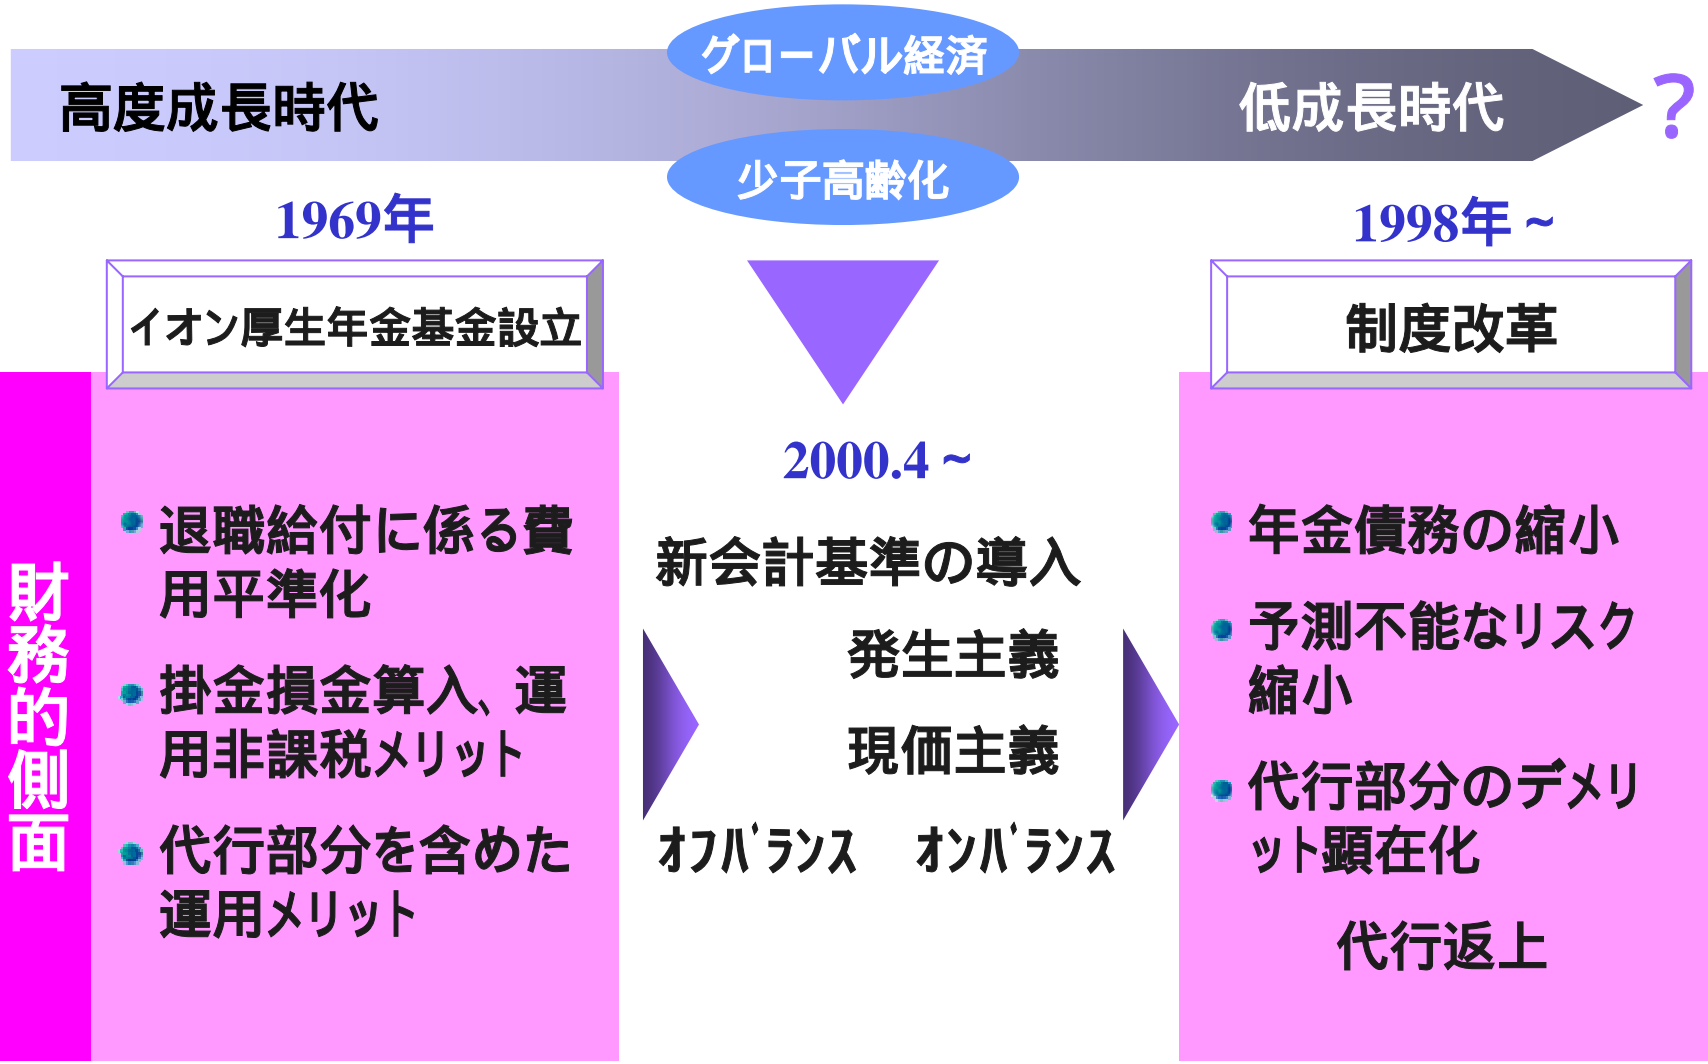 グローバル経済
高度成長時代
低成長時代
?
少子高齢化
1969年
イオン厚生年金基金設立
1998年～
制度改革
財務的側面
退職給付に係る費
用平準化
掛金損金算入、運
用非課税メリット
代行部分を含めた
運用メリット
2000.4～
新会計基準の導入
発生主義
現価主義
ｵﾌﾊﾞﾗﾝｽ ｵﾝﾊﾞﾗﾝｽ
年金債務の縮小
予測不能なリスク
縮小
代行部分のデメリ
ット顕在化
代行返上